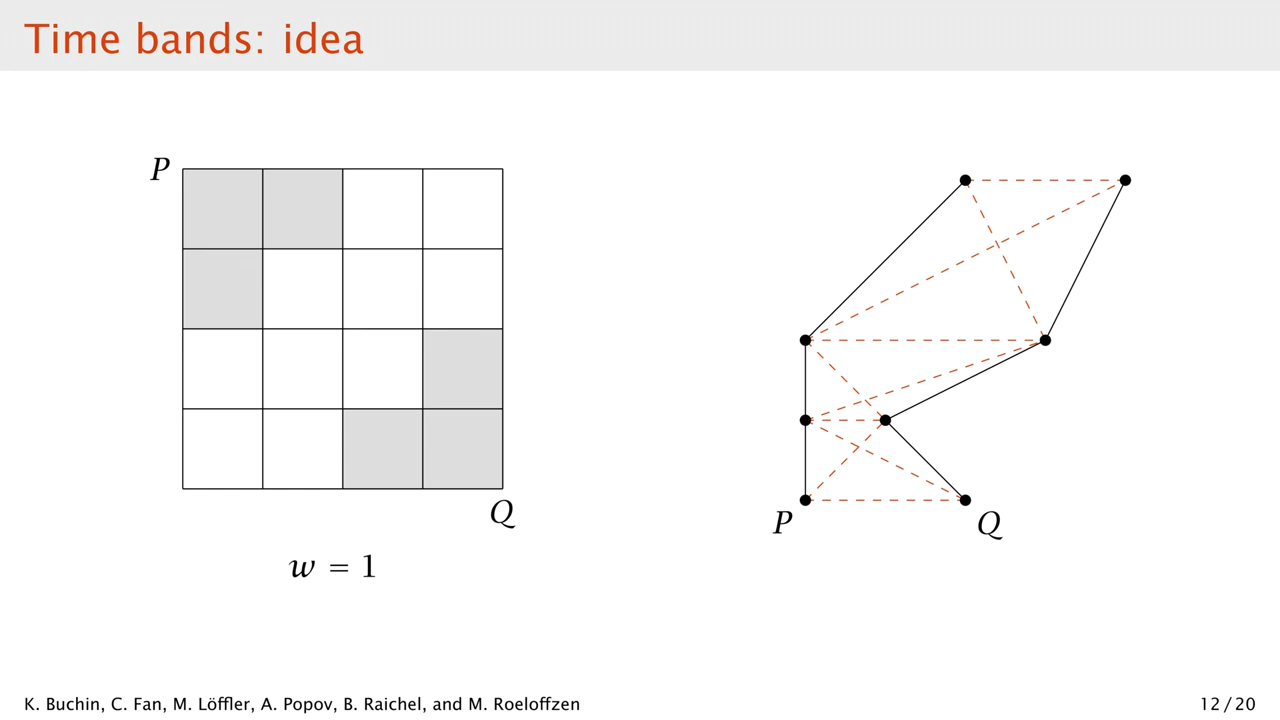 Time bands: idea
P
Q
w = 1
P
Q
K. Buchin, C. Fan, M. Löffler, A. Popov, B. Raichel, and M. Roeloffzen
12 / 20